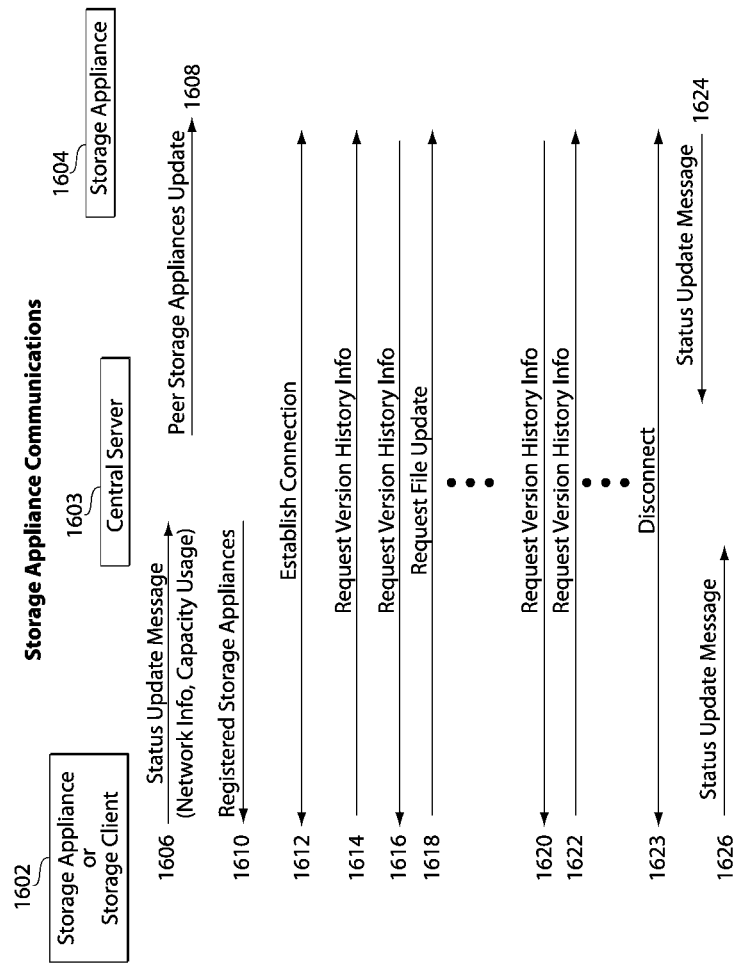 Storage Appliance Communications
1602
Storage Appliance
or
Storage Client
1603
Central Server
1604
Storage Appliance
1606
Status Update Message
(Network Info, Capacity Usage)
Peer Storage Appliances Update
1608
1610
Registered Storage Appliances
1612
Establish Connection
1614
Request Version History Info
1616
Request Version History Info
1618
Request File Update
1620
Request Version History Info
1622
Request Version History Info
1623
Disconnect
Status Update Message
1624
1626
Status Update Message